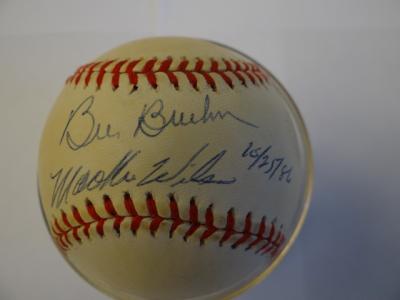 Bill Buckner
Mookie Wilson 10/25/86